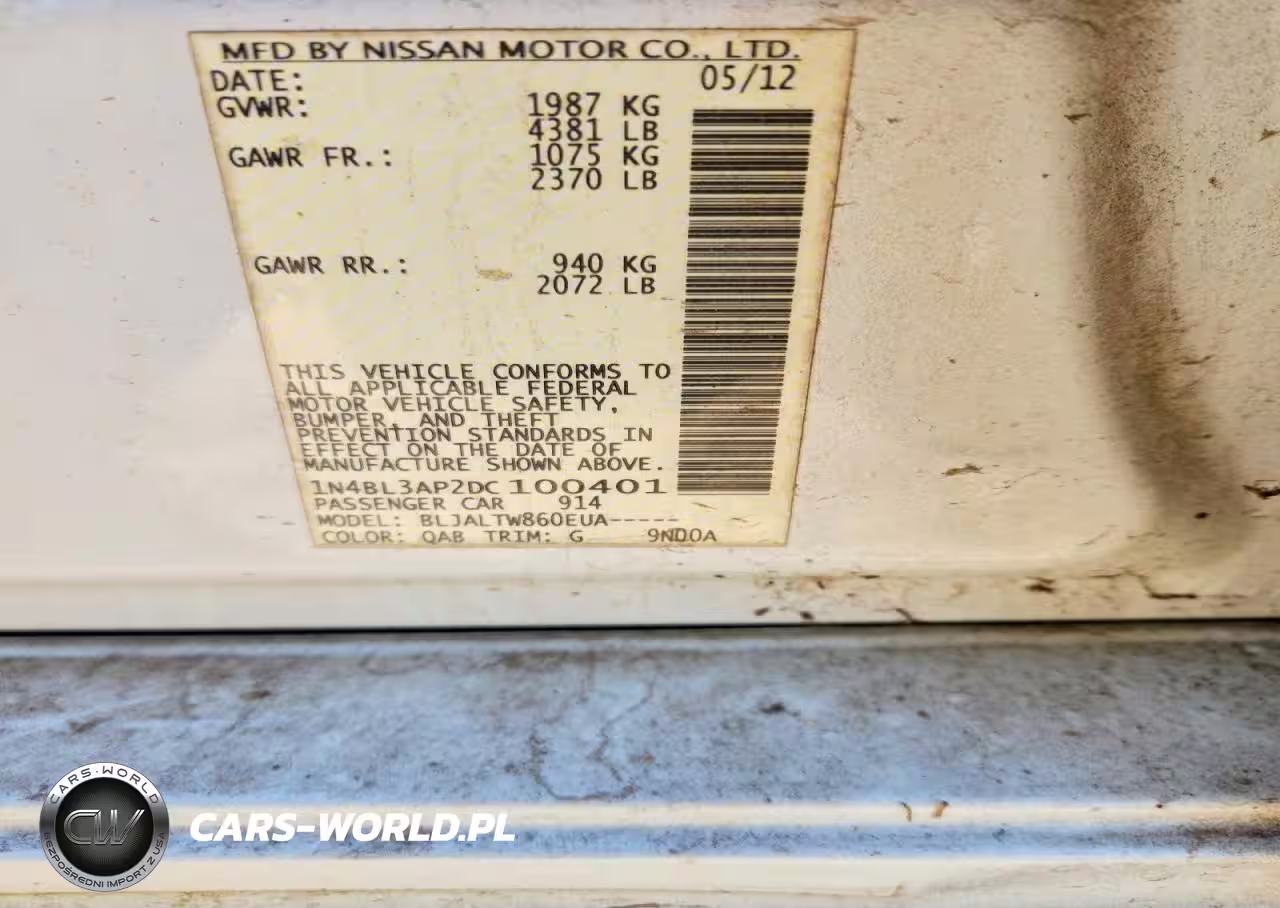 MFD BY NISSAN MOTOR CO., LTD.
DATE: 05/12
GVWR: 1987 KG
4381 LB
GAWR FR.: 1075 KG
2370 LB
GAWR RR.: 940 KG
2072 LB
THIS VEHICLE CONFORMS TO
ALL APPLICABLE FEDERAL
MOTOR VEHICLE SAFETY,
BUMPER, AND THEFT
PREVENTION STANDARDS IN
EFFECT ON THE DATE OF
MANUFACTURE SHOWN ABOVE.
1N4BL3AP2DC100401
PASSENGER CAR 914
MODEL: BLJALTW860EUA-----
COLOR: QAB TRIM: G 9ND0A
CARS-WORLD
CW
BEZPOŚREDNI IMPORT Z USA
CARS-WORLD.PL